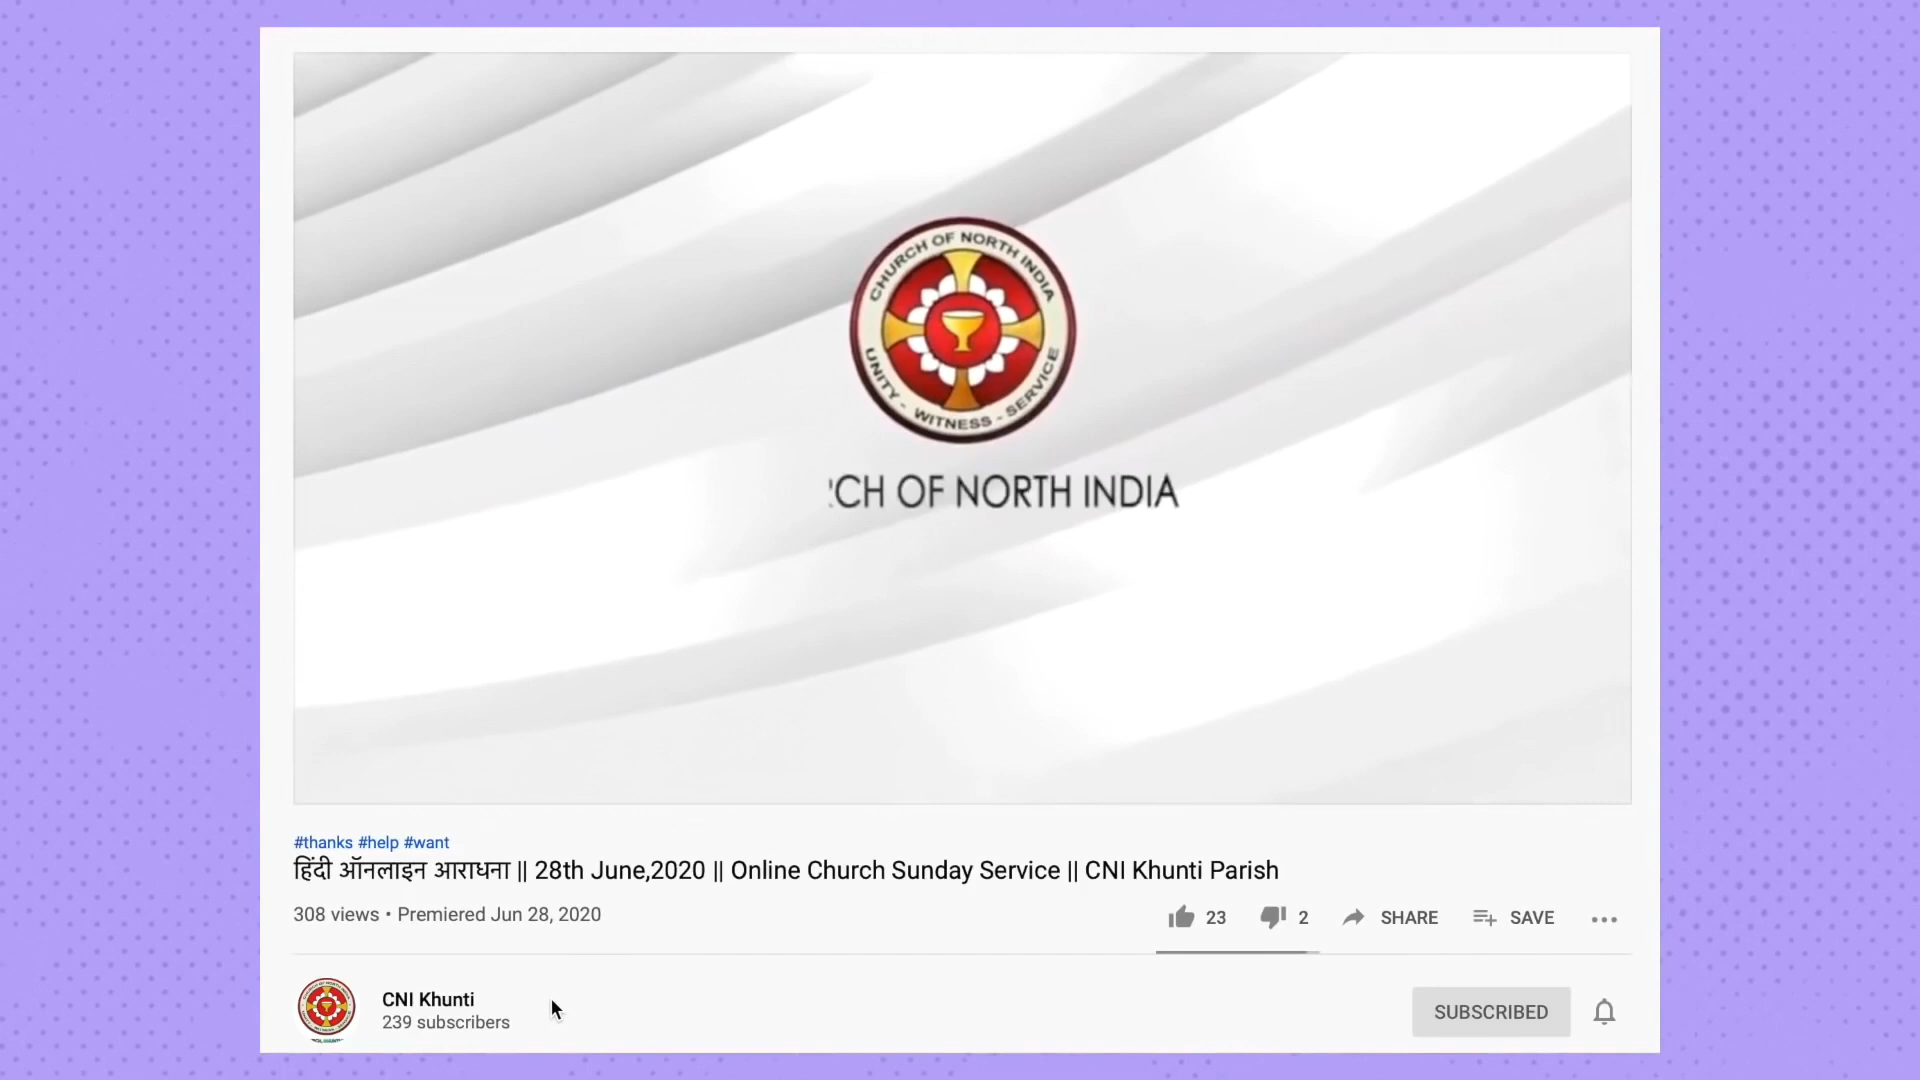 CHURCH OF NORTH INDIA
UNITY - WITNESS - SERVICE
CH OF NORTH INDIA
#thanks #help #want
हिंदी ऑनलाइन आराधना || 28th June,2020 || Online Church Sunday Service || CNI Khunti Parish
308 views • Premiered Jun 28, 2020
23 2 SHARE SAVE
CNI Khunti
239 subscribers
SUBSCRIBED